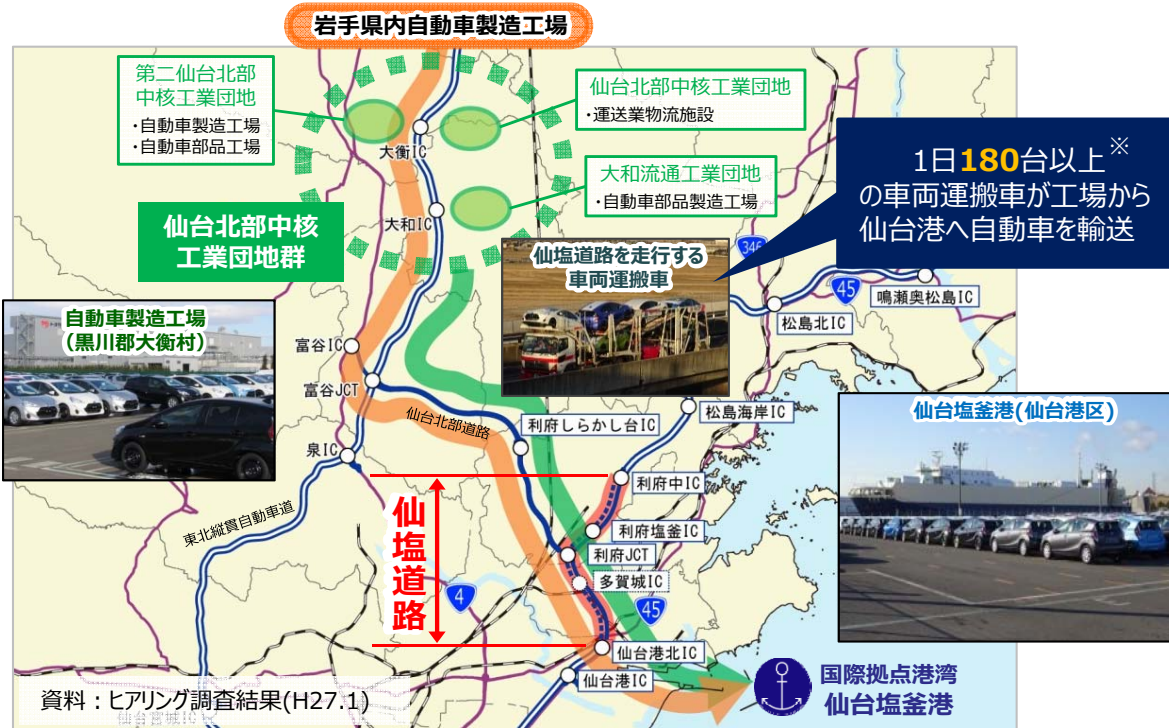 岩手県内自動車製造工場
第二仙台北部
中核工業団地
・自動車製造工場
・自動車部品工場
仙台北部中核工業団地
・運送業物流施設
大衡IC
大和流通工業団地
・自動車部品製造工場
1日180台以上※
の車両運搬車が工場から
仙台港へ自動車を輸送
大和IC
仙台北部中核
工業団地群
仙塩道路を走行する
車両運搬車
346
45
鳴瀬奥松島IC
松島北IC
自動車製造工場
(黒川郡大衡村)
富谷IC
富谷JCT
仙台北部道路
利府しらかし台IC
松島海岸IC
仙台塩釜港(仙台港区)
泉IC
利府中IC
東北縦貫自動車道
仙塩道路
利府塩釜IC
利府JCT
多賀城IC
4
45
仙台港北IC
仙台港IC
国際拠点港湾
仙台塩釜港
資料：ヒアリング調査結果(H27.1)